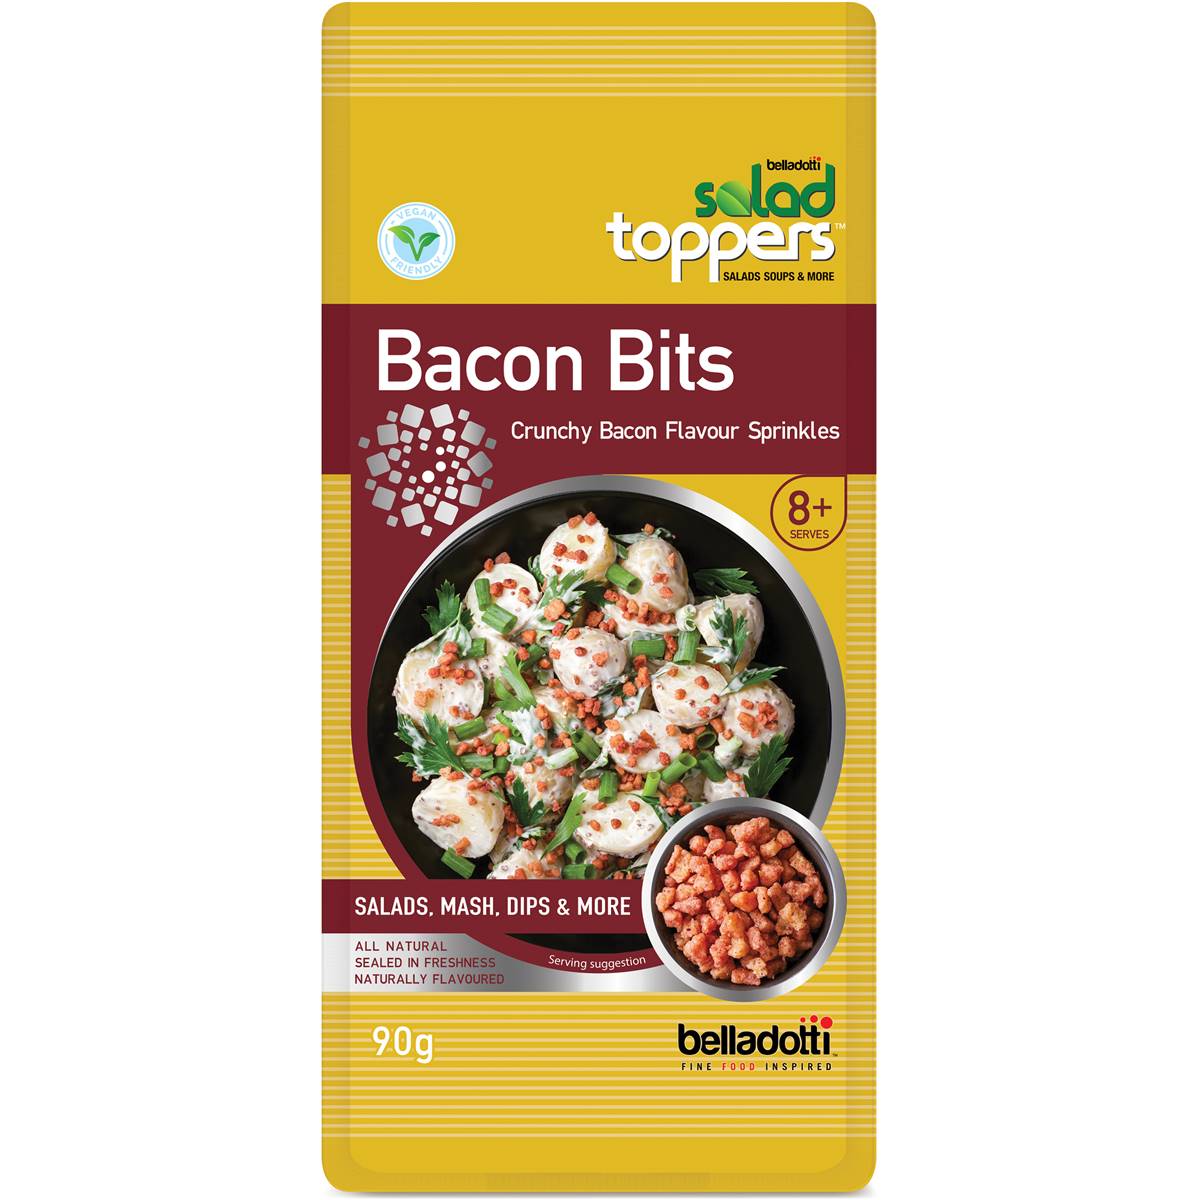 belladotti
salad
toppers™
SALADS SOUPS & MORE
VEGAN
FRIENDLY
Bacon Bits
Crunchy Bacon Flavour Sprinkles
8+
SERVES
SALADS, MASH, DIPS & MORE
ALL NATURAL
SEALED IN FRESHNESS
NATURALLY FLAVOURED
Serving suggestion
90g
belladotti™
FINE FOOD INSPIRED